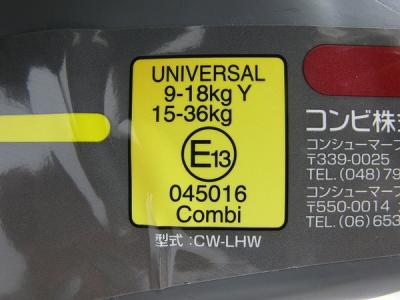 UNIVERSAL
9-18kg Y
15-36kg
E13
045016
Combi
型式:CW-LHW
コンビ株
コンシューマープ
〒339-0025
TEL.(048)79
コンシューマープ
〒550-0014
TEL.(06)653